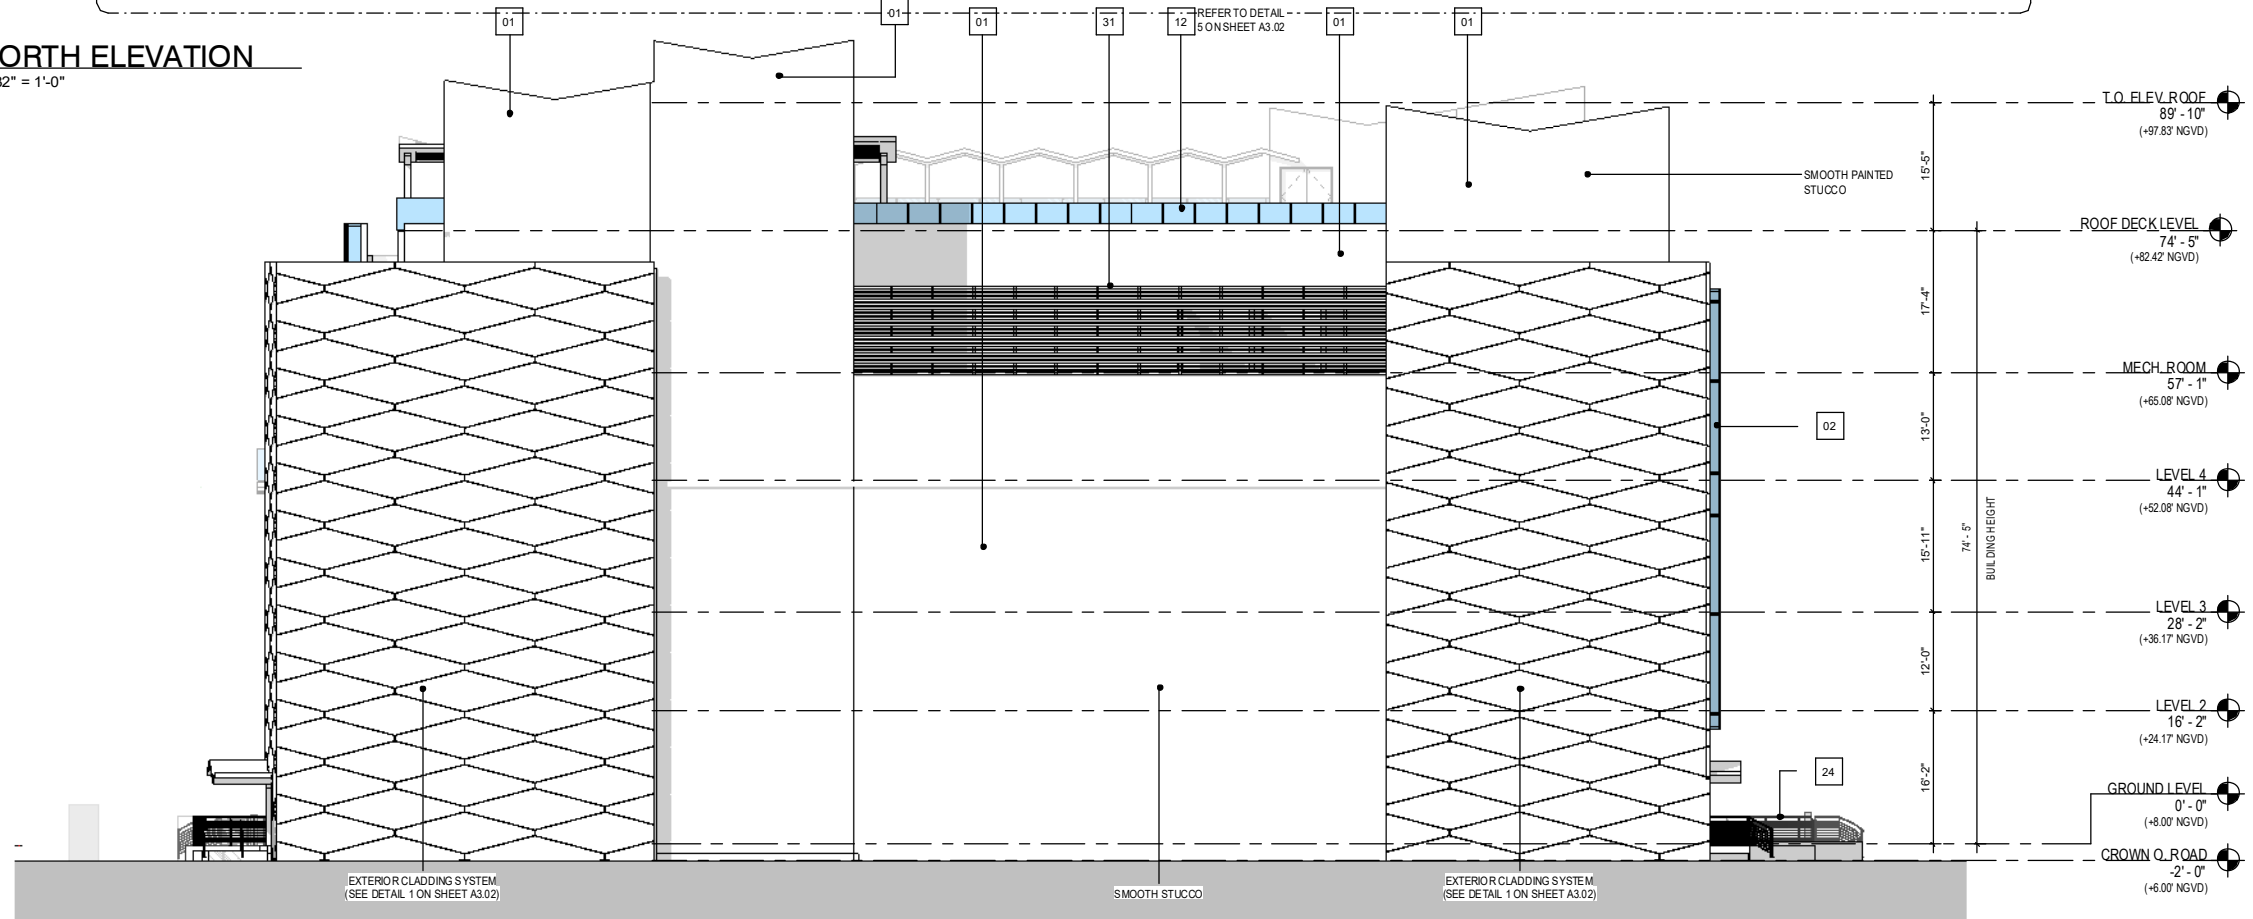 01
01
01
31
12
REFER TO DETAIL
5 ON SHEET A3.02
01
01
ORTH ELEVATION
32" = 1'-0"
T.O. ELEV. ROOF
89' - 10"
(+97.83' NGVD)
15'-5"
SMOOTH PAINTED
STUCCO
ROOF DECK LEVEL
74' - 5"
(+82.42' NGVD)
17'-4"
MECH. ROOM
57' - 1"
(+65.08' NGVD)
13'-0"
02
LEVEL 4
44' - 1"
(+52.08' NGVD)
15'-11"
74' - 5"
BUILDING HEIGHT
LEVEL 3
28' - 2"
(+36.17' NGVD)
12'-0"
LEVEL 2
16' - 2"
(+24.17' NGVD)
16'-2"
24
GROUND LEVEL
0' - 0"
(+8.00' NGVD)
CROWN O. ROAD
-2' - 0"
(+6.00' NGVD)
EXTERIOR CLADDING SYSTEM
(SEE DETAIL 1 ON SHEET A3.02)
SMOOTH STUCCO
EXTERIOR CLADDING SYSTEM
(SEE DETAIL 1 ON SHEET A3.02)